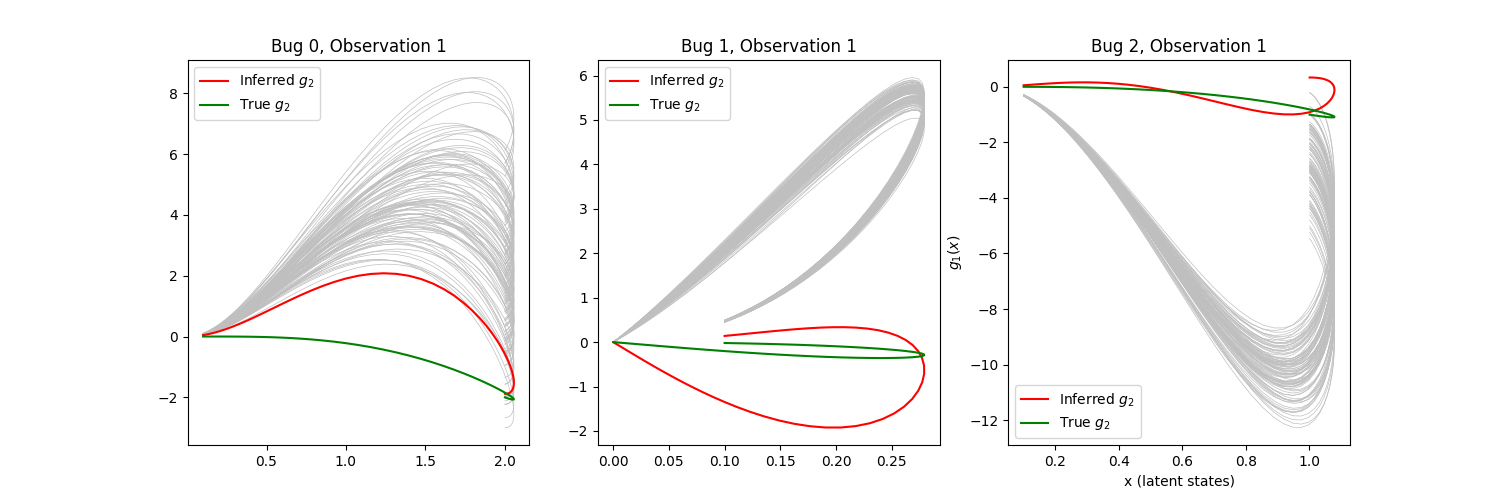 Bug 0, Observation 1
Inferred g₂
True g₂
8
6
4
2
0
−2
0.5 1.0 1.5 2.0
Bug 1, Observation 1
Inferred g₂
True g₂
6
5
4
3
2
1
0
−1
−2
0.00 0.05 0.10 0.15 0.20 0.25
Bug 2, Observation 1
g₁(x)
0
−2
−4
−6
−8
−10
−12
Inferred g₂
True g₂
0.2 0.4 0.6 0.8 1.0
x (latent states)